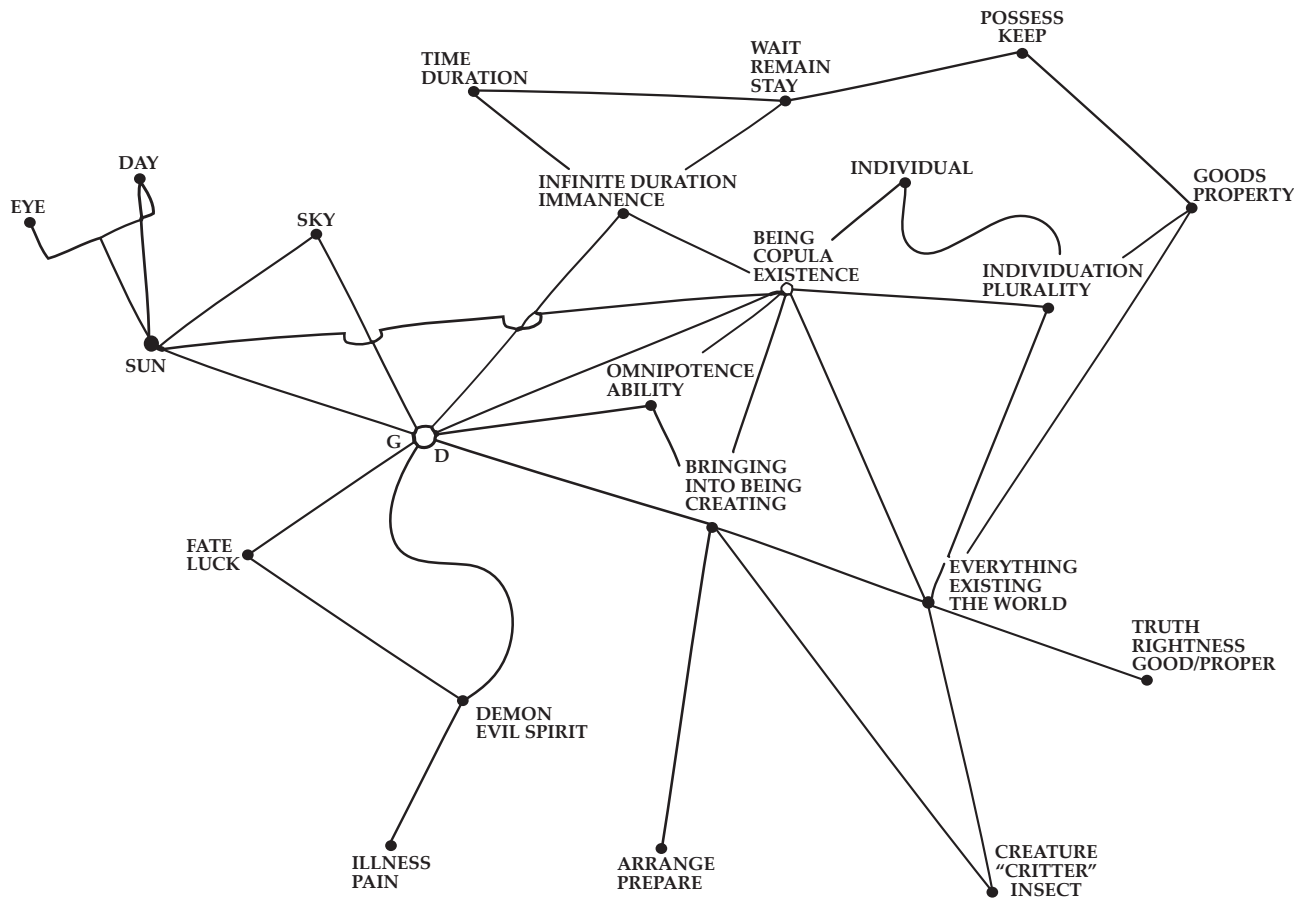 POSSESS
KEEP
TIME
DURATION
WAIT
REMAIN
STAY
DAY
EYE
SKY
INFINITE DURATION
IMMANENCE
INDIVIDUAL
GOODS
PROPERTY
BEING
COPULA
EXISTENCE
INDIVIDUATION
PLURALITY
SUN
OMNIPOTENCE
ABILITY
G
D
BRINGING
INTO BEING
CREATING
FATE
LUCK
EVERYTHING
EXISTING
THE WORLD
TRUTH
RIGHTNESS
GOOD/PROPER
DEMON
EVIL SPIRIT
ILLNESS
PAIN
ARRANGE
PREPARE
CREATURE
“CRITTER”
INSECT